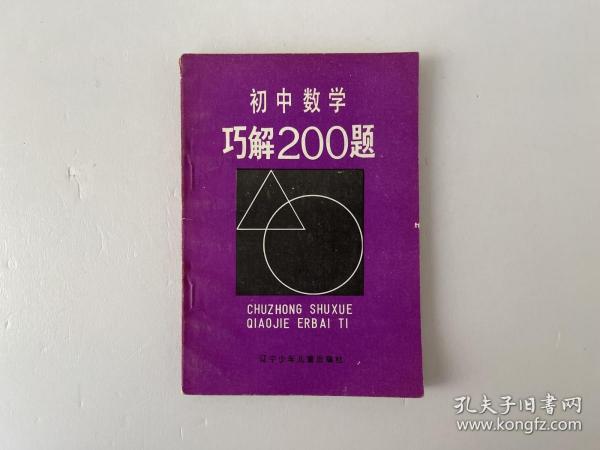 初中数学
巧解200题
CHUZHONG SHUXUE
QIAOJIE ERBAI TI
辽宁少年儿童出版社
孔夫子旧書网
www.kongfz.com